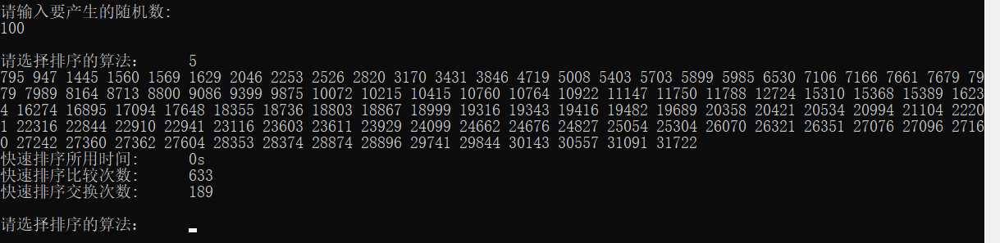 请输入要产生的随机数:
100
请选择排序的算法： 5
795 947 1445 1560 1569 1629 2046 2253 2526 2820 3170 3431 3846 4719 5008 5403 5703 5899 5985 6530 7106 7166 7661 7679 79
79 7989 8164 8713 8800 9086 9399 9875 10072 10215 10415 10760 10764 10922 11147 11750 11788 12724 15310 15368 15389 1623
4 16274 16895 17094 17648 18355 18736 18803 18867 18999 19316 19343 19416 19482 19689 20358 20421 20534 20994 21104 2220
1 22316 22844 22910 22941 23116 23603 23611 23929 24099 24662 24676 24827 25054 25304 26070 26321 26351 27076 27096 2716
0 27242 27360 27362 27604 28353 28374 28874 28896 29741 29844 30143 30557 31091 31722
快速排序所用时间: 0s
快速排序比较次数: 633
快速排序交换次数: 189
请选择排序的算法：